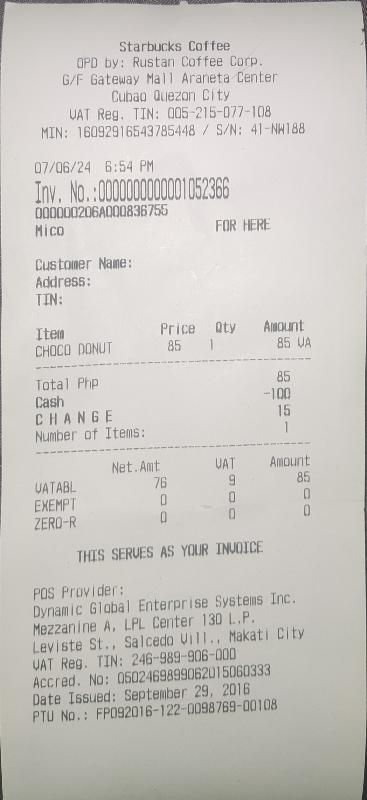 Starbucks Coffee
OPD by: Rustan Coffee Corp.
G/F Gateway Mall Araneta Center
Cubao Quezon City
VAT Reg. TIN: 005-215-077-108
MIN: 16092916543785448 / S/N: 41-NW188
07/06/24 6:54 PM
Inv. No.:0000000000001052366
000000206A000836755
Mico FOR HERE
Customer Name:
Address:
TIN:
Item Price Qty Amount
CHOCO DONUT 85 1 85 VA
Total Php 85
Cash -100
C H A N G E 15
Number of Items: 1
Net.Amt VAT Amount
VATABL 76 9 85
EXEMPT 0 0 0
ZERO-R 0 0 0
THIS SERVES AS YOUR INVOICE
POS Provider:
Dynamic Global Enterprise Systems Inc.
Mezzanine A, LPL Center 130 L.P.
Leviste St., Salcedo Vill., Makati City
VAT Reg. TIN: 246-989-906-000
Accred. No: 0502469899062015060333
Date Issued: September 29, 2016
PTU No.: FP092016-122-0098769-00108